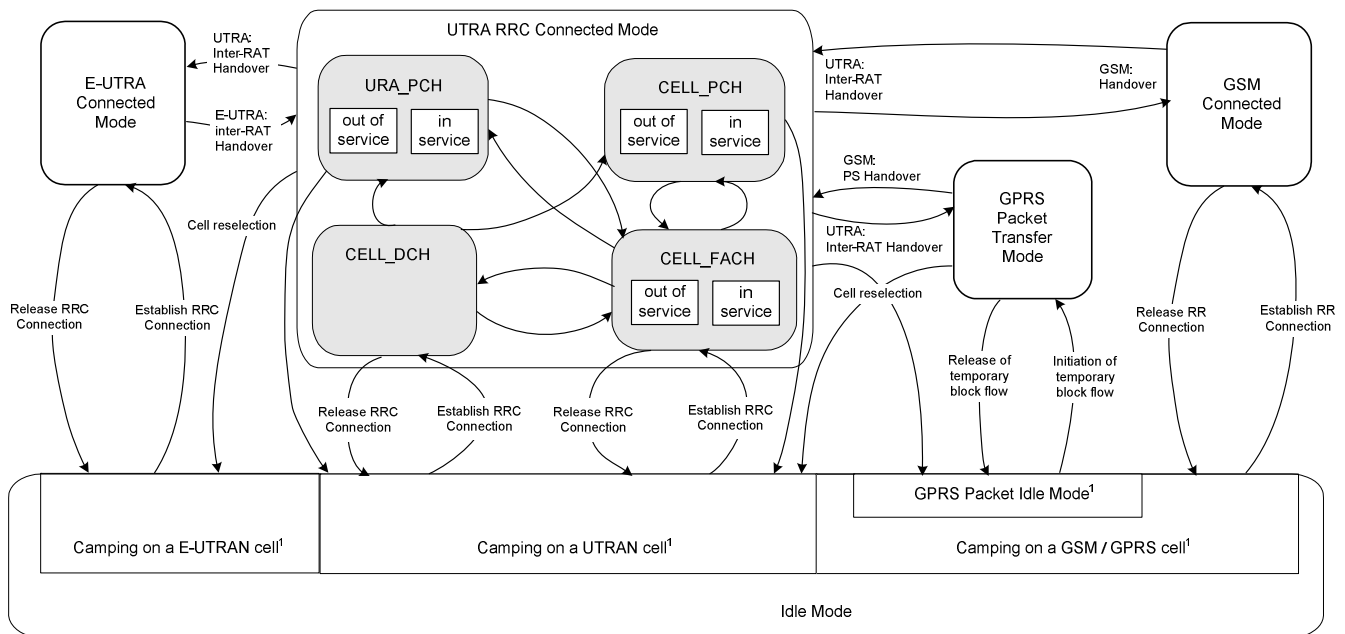 UTRA RRC Connected Mode
E-UTRA
Connected
Mode
UTRA:
Inter-RAT
Handover
E-UTRA:
inter-RAT
Handover
URA_PCH
out of
service
in
service
CELL_PCH
out of
service
in
service
UTRA:
Inter-RAT
Handover
GSM:
Handover
GSM
Connected
Mode
GSM:
PS Handover
UTRA:
Inter-RAT Handover
GPRS
Packet
Transfer
Mode
Cell reselection
CELL_DCH
CELL_FACH
out of
service
in
service
Cell reselection
Release RRC
Connection
Establish RRC
Connection
Release RR
Connection
Establish RR
Connection
Release of
temporary
block flow
Initiation of
temporary
block flow
Release RRC
Connection
Establish RRC
Connection
Release RRC
Connection
Establish RRC
Connection
GPRS Packet Idle Mode¹
Camping on a E-UTRAN cell¹
Camping on a UTRAN cell¹
Camping on a GSM / GPRS cell¹
Idle Mode